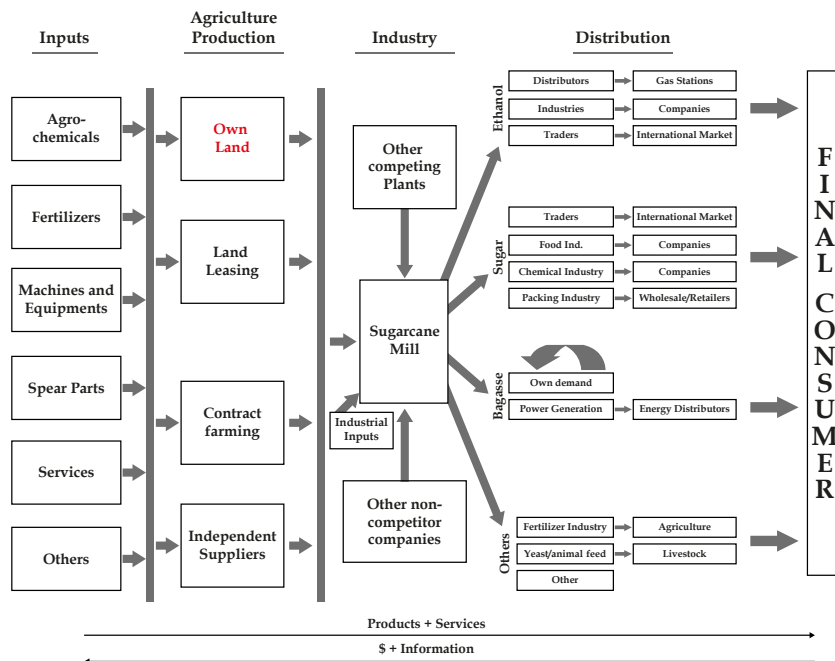 Inputs
Agriculture
Production
Industry
Distribution
Agro-
chemicals
Fertilizers
Machines and
Equipments
Spear Parts
Services
Others
Own
Land
Land
Leasing
Contract
farming
Independent
Suppliers
Other
competing
Plants
Sugarcane
Mill
Industrial
Inputs
Other non-
competitor
companies
Ethanol
Distributors
Gas Stations
Industries
Companies
Traders
International Market
Sugar
Traders
International Market
Food Ind.
Companies
Chemical Industry
Companies
Packing Industry
Wholesale/Retailers
Bagasse
Own demand
Power Generation
Energy Distributors
Others
Fertilizer Industry
Agriculture
Yeast/animal feed
Livestock
Other
FINAL CONSUMER
Products + Services
$ + Information